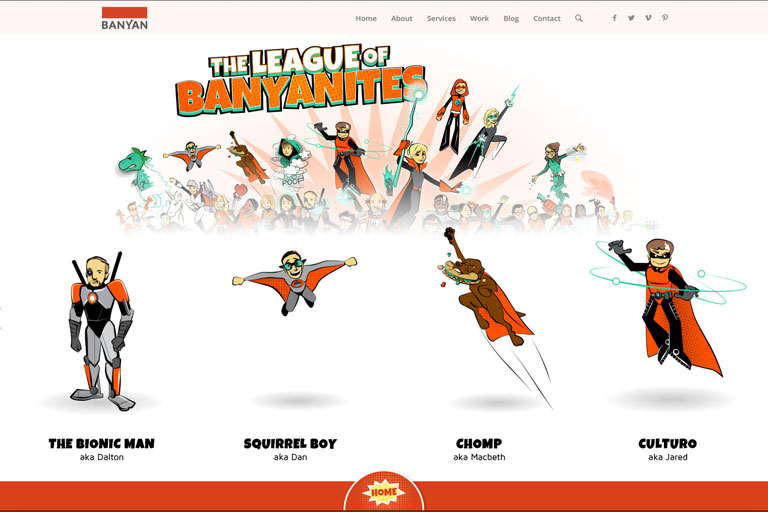 BANYAN
Home About Services Work Blog Contact
THE LEAGUE OF
BANYANITES
POOF!
THE BIONIC MAN
aka Dalton
SQUIRREL BOY
aka Dan
CHOMP
aka Macbeth
CULTURO
aka Jared
HOME